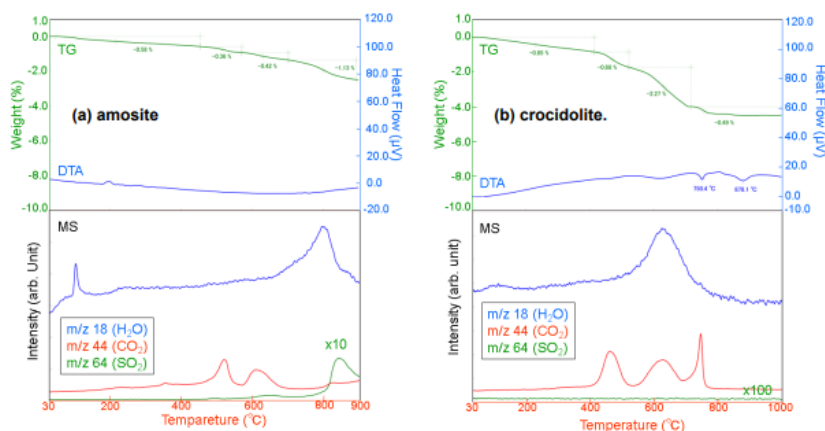 1.0
0.0
-2.0
-4.0
-6.0
-8.0
-10.0
Weight (%)
TG
-0.56 %
-0.36 %
-0.42 %
-1.13 %
(a) amosite
DTA
120.0
100.0
80.0
60.0
40.0
20.0
0.0
-20.0
Heat Flow (μV)
MS
Intensity (arb. Unit)
m/z 18 (H₂O)
m/z 44 (CO₂)
m/z 64 (SO₂)
x10
30
200
400
600
800
900
Tempareture (℃)
1.0
0.0
-2.0
-4.0
-6.0
-8.0
-10.0
Weight (%)
TG
-2.27 %
-0.49 %
(b) crocidolite.
DTA
878.1 ℃
120.0
100.0
80.0
60.0
40.0
20.0
0.0
-10.0
Heat Flow (μV)
MS
Intensity (arb. Unit)
m/z 18 (H₂O)
m/z 44 (CO₂)
m/z 64 (SO₂)
x100
30
200
400
600
800
1000
Temperature (℃)